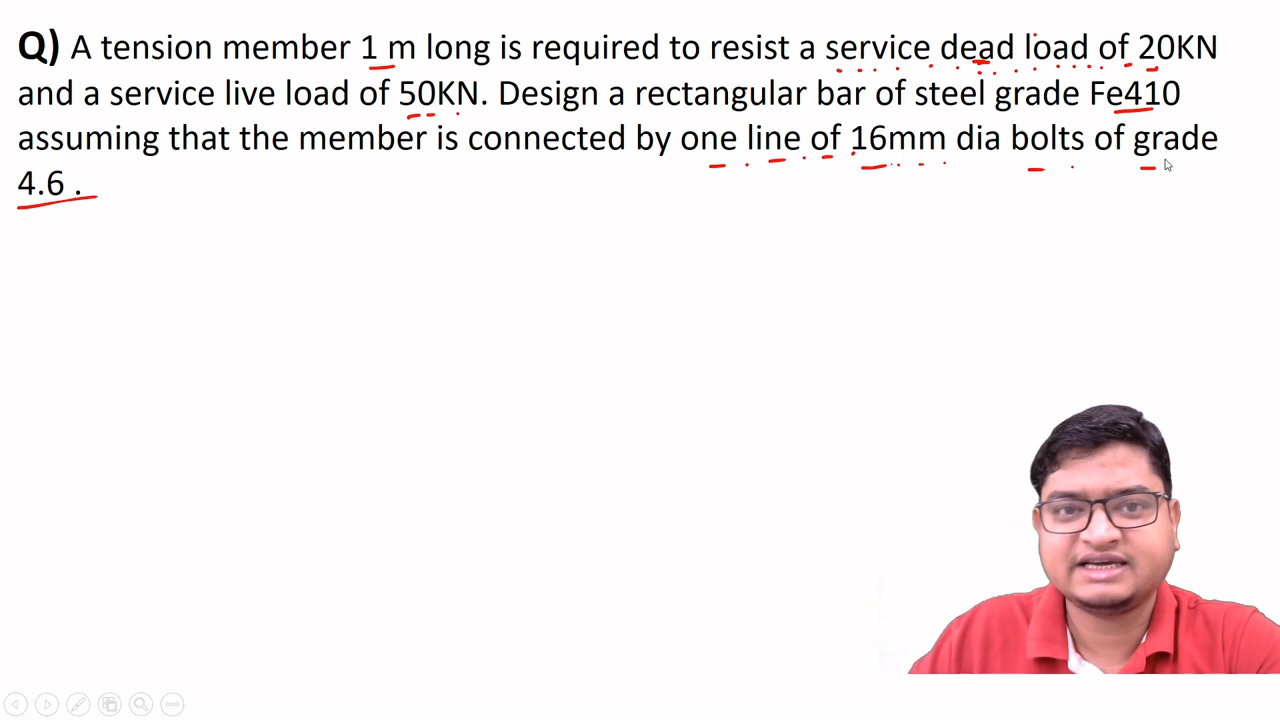 Q) A tension member 1 m long is required to resist a service dead load of 20KN
and a service live load of 50KN. Design a rectangular bar of steel grade Fe410
assuming that the member is connected by one line of 16mm dia bolts of grade
4.6 .